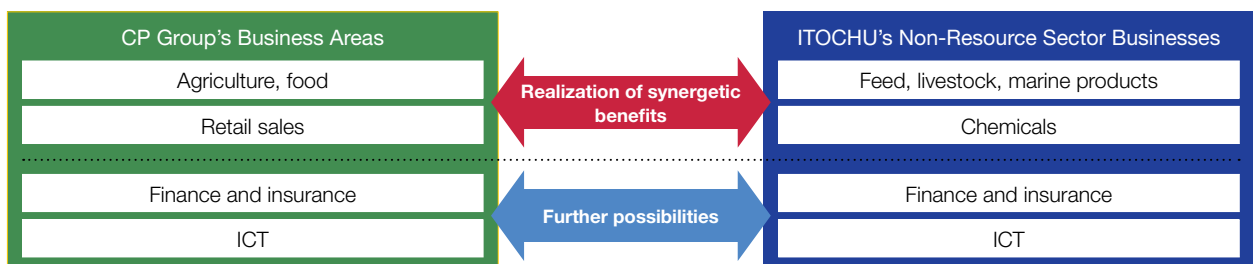 CP Group's Business Areas
Agriculture, food
Retail sales
Finance and insurance
ICT
Realization of synergetic
benefits
Further possibilities
ITOCHU's Non-Resource Sector Businesses
Feed, livestock, marine products
Chemicals
Finance and insurance
ICT